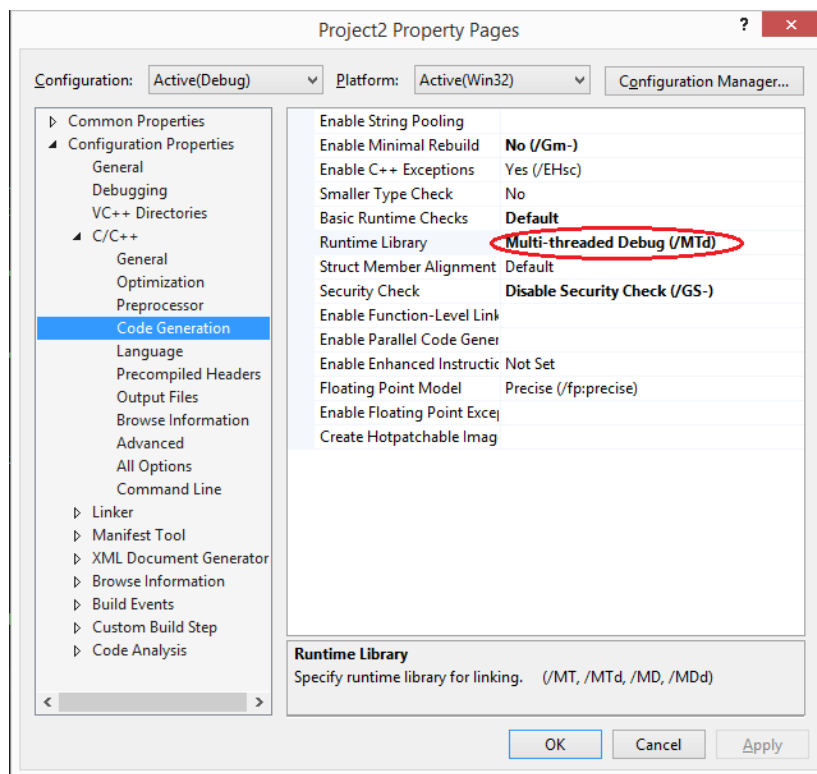 Project2 Property Pages
?
×
Configuration: Active(Debug) Platform: Active(Win32) Configuration Manager...
Common Properties
Configuration Properties
General
Debugging
VC++ Directories
C/C++
General
Optimization
Preprocessor
Code Generation
Language
Precompiled Headers
Output Files
Browse Information
Advanced
All Options
Command Line
Linker
Manifest Tool
XML Document Generator
Browse Information
Build Events
Custom Build Step
Code Analysis
Enable String Pooling
Enable Minimal Rebuild No (/Gm-)
Enable C++ Exceptions Yes (/EHsc)
Smaller Type Check No
Basic Runtime Checks Default
Runtime Library Multi-threaded Debug (/MTd)
Struct Member Alignment Default
Security Check Disable Security Check (/GS-)
Enable Function-Level Link
Enable Parallel Code Gener
Enable Enhanced Instructic Not Set
Floating Point Model Precise (/fp:precise)
Enable Floating Point Excep
Create Hotpatchable Imag
Runtime Library
Specify runtime library for linking. (/MT, /MTd, /MD, /MDd)
OK Cancel Apply